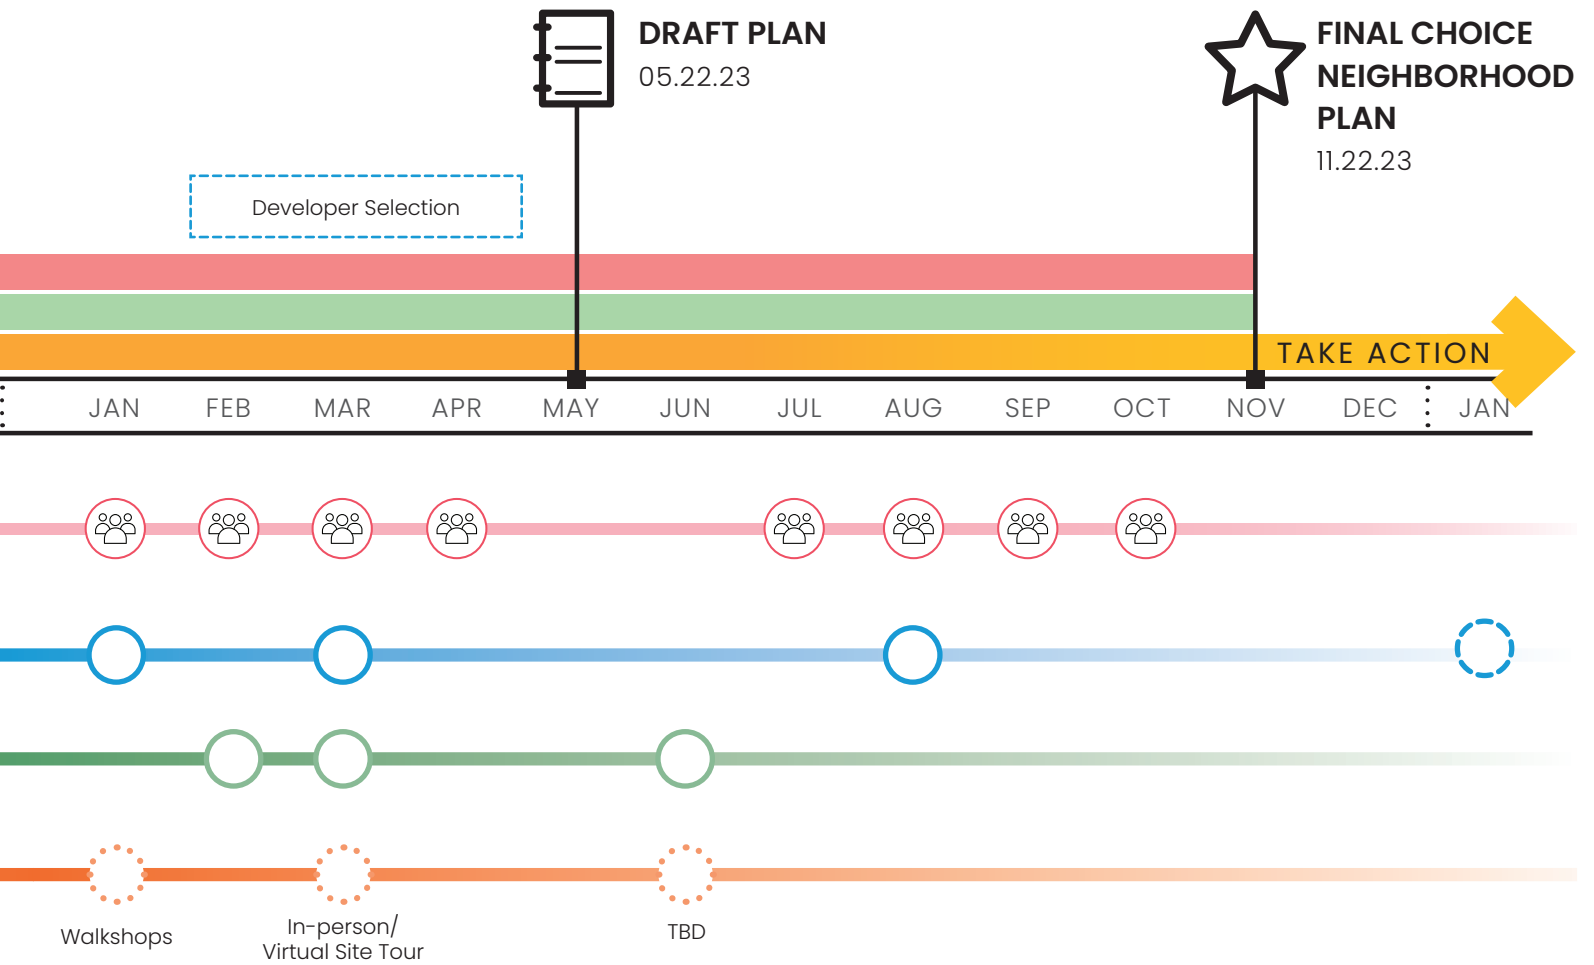 DRAFT PLAN
05.22.23
FINAL CHOICE
NEIGHBORHOOD
PLAN
11.22.23
Developer Selection
TAKE ACTION
JAN FEB MAR APR MAY JUN JUL AUG SEP OCT NOV DEC JAN
Walkshops
In-person/
Virtual Site Tour
TBD